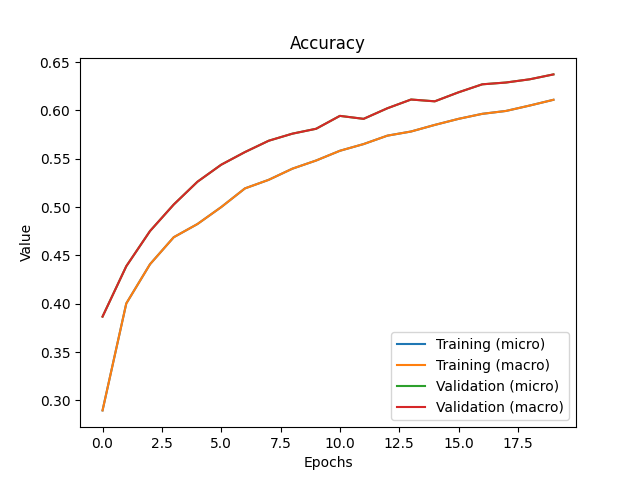 Accuracy
0.65
0.60
0.55
0.50
0.45
0.40
0.35
0.30
Value
Training (micro)
Training (macro)
Validation (micro)
Validation (macro)
0.0 2.5 5.0 7.5 10.0 12.5 15.0 17.5
Epochs